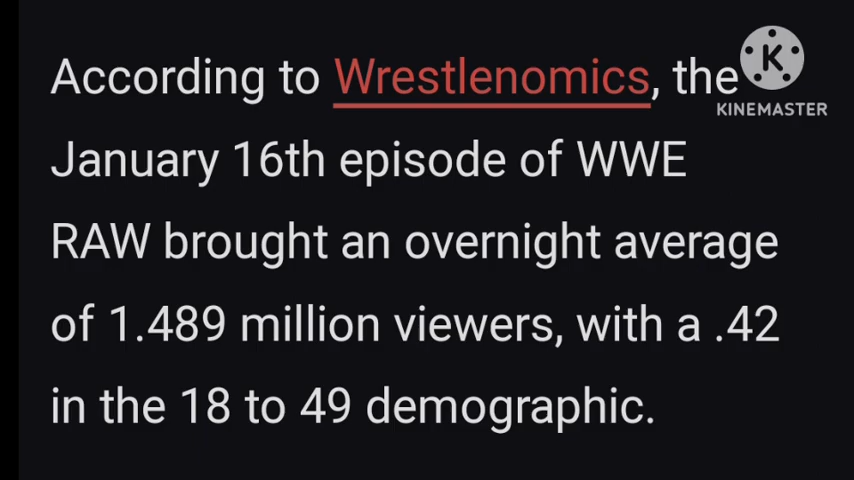 According to Wrestlenomics, the
K
KINEMASTER
January 16th episode of WWE
RAW brought an overnight average
of 1.489 million viewers, with a .42
in the 18 to 49 demographic.